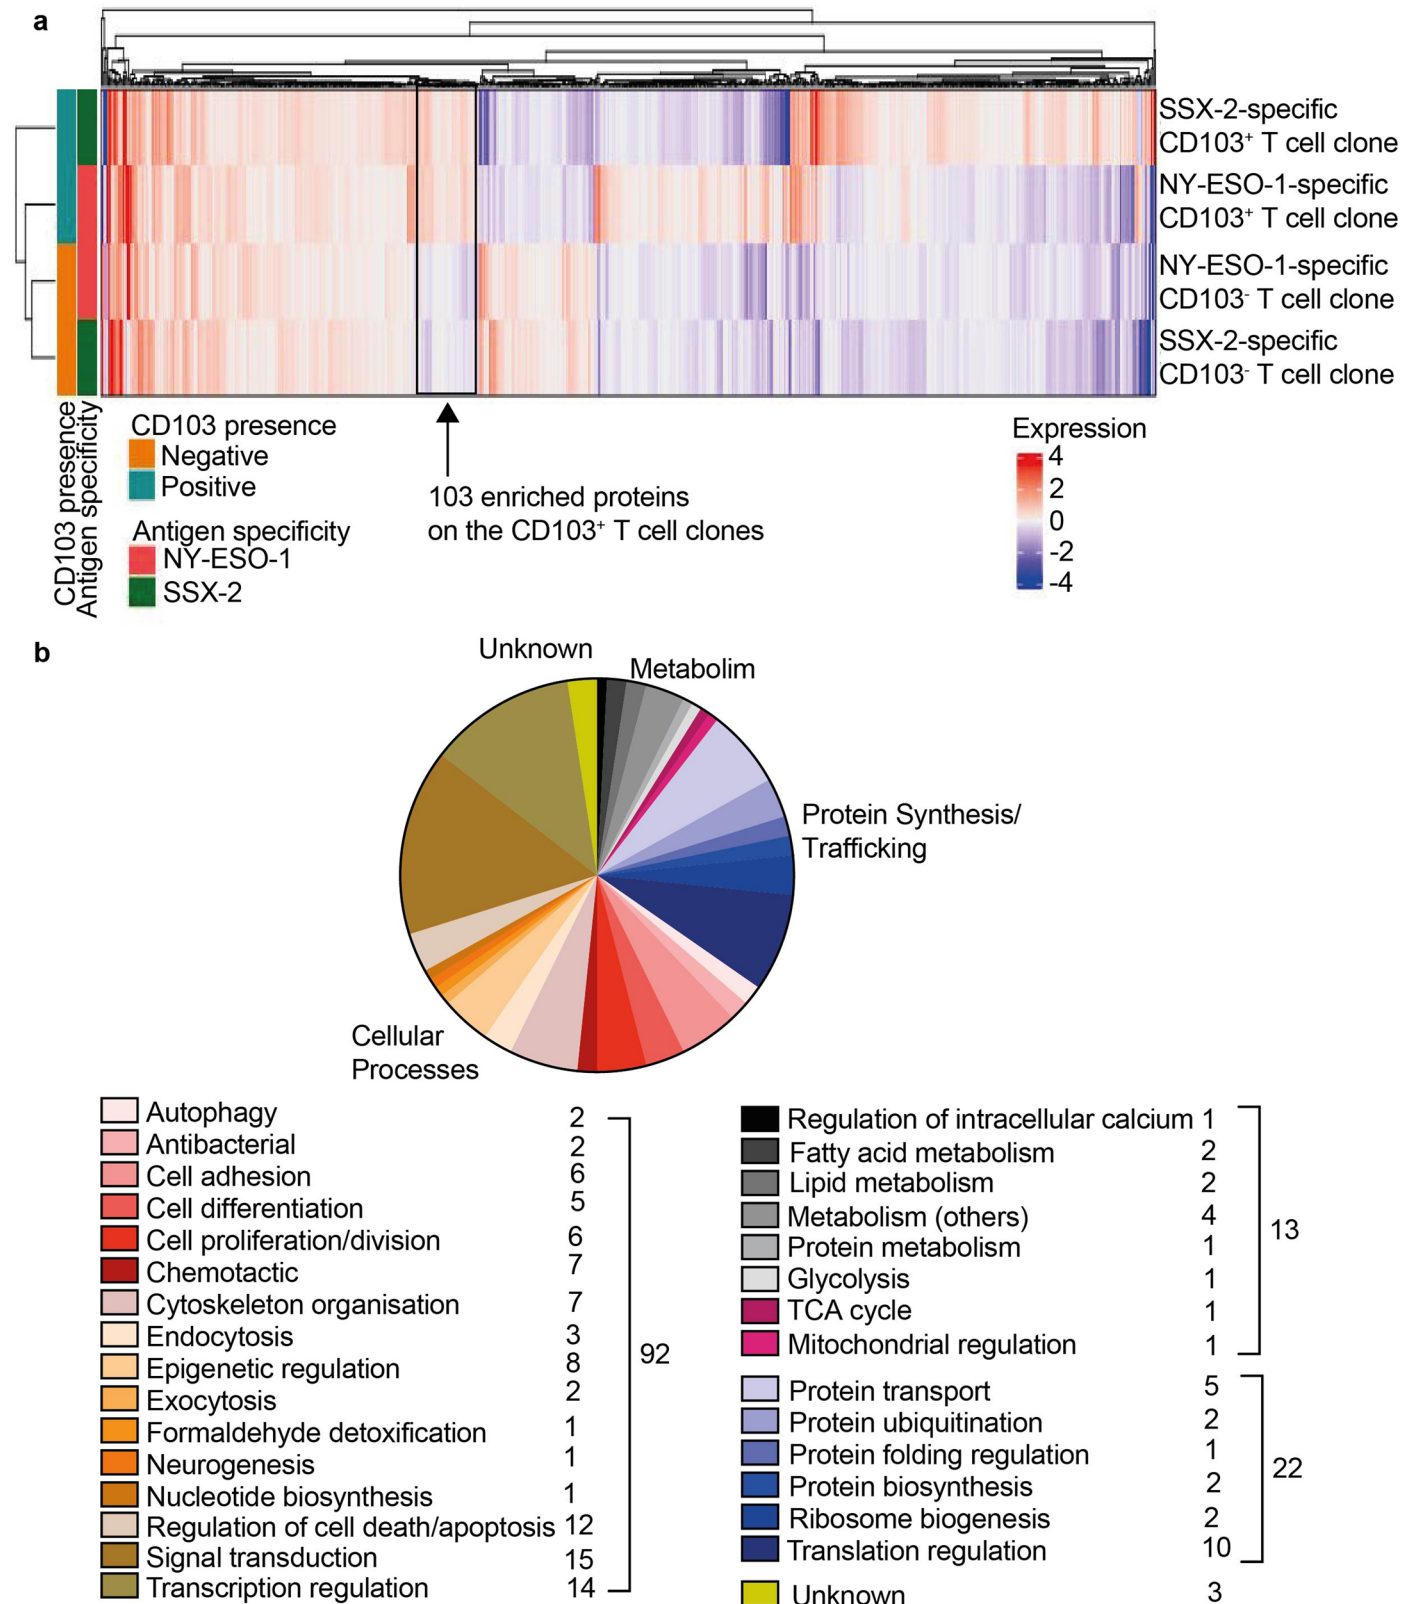 a
SSX-2-specific
CD103+ T cell clone
NY-ESO-1-specific
CD103+ T cell clone
NY-ESO-1-specific
CD103- T cell clone
SSX-2-specific
CD103- T cell clone
CD103 presence
Antigen specificity
CD103 presence
Negative
Positive
Antigen specificity
NY-ESO-1
SSX-2
103 enriched proteins
on the CD103+ T cell clones
Expression
4
2
0
-2
-4
b
Unknown
Metabolim
Protein Synthesis/
Trafficking
Cellular
Processes
Autophagy 2
Antibacterial 2
Cell adhesion 6
Cell differentiation 5
Cell proliferation/division 6
Chemotactic 7
Cytoskeleton organisation 7
Endocytosis 3
Epigenetic regulation 8
Exocytosis 2
Formaldehyde detoxification 1
Neurogenesis 1
Nucleotide biosynthesis 1
Regulation of cell death/apoptosis 12
Signal transduction 15
Transcription regulation 14
92
Regulation of intracellular calcium 1
Fatty acid metabolism 2
Lipid metabolism 2
Metabolism (others) 4
Protein metabolism 1
Glycolysis 1
TCA cycle 1
Mitochondrial regulation 1
13
Protein transport 5
Protein ubiquitination 2
Protein folding regulation 1
Protein biosynthesis 2
Ribosome biogenesis 2
Translation regulation 10
22
Unknown 3